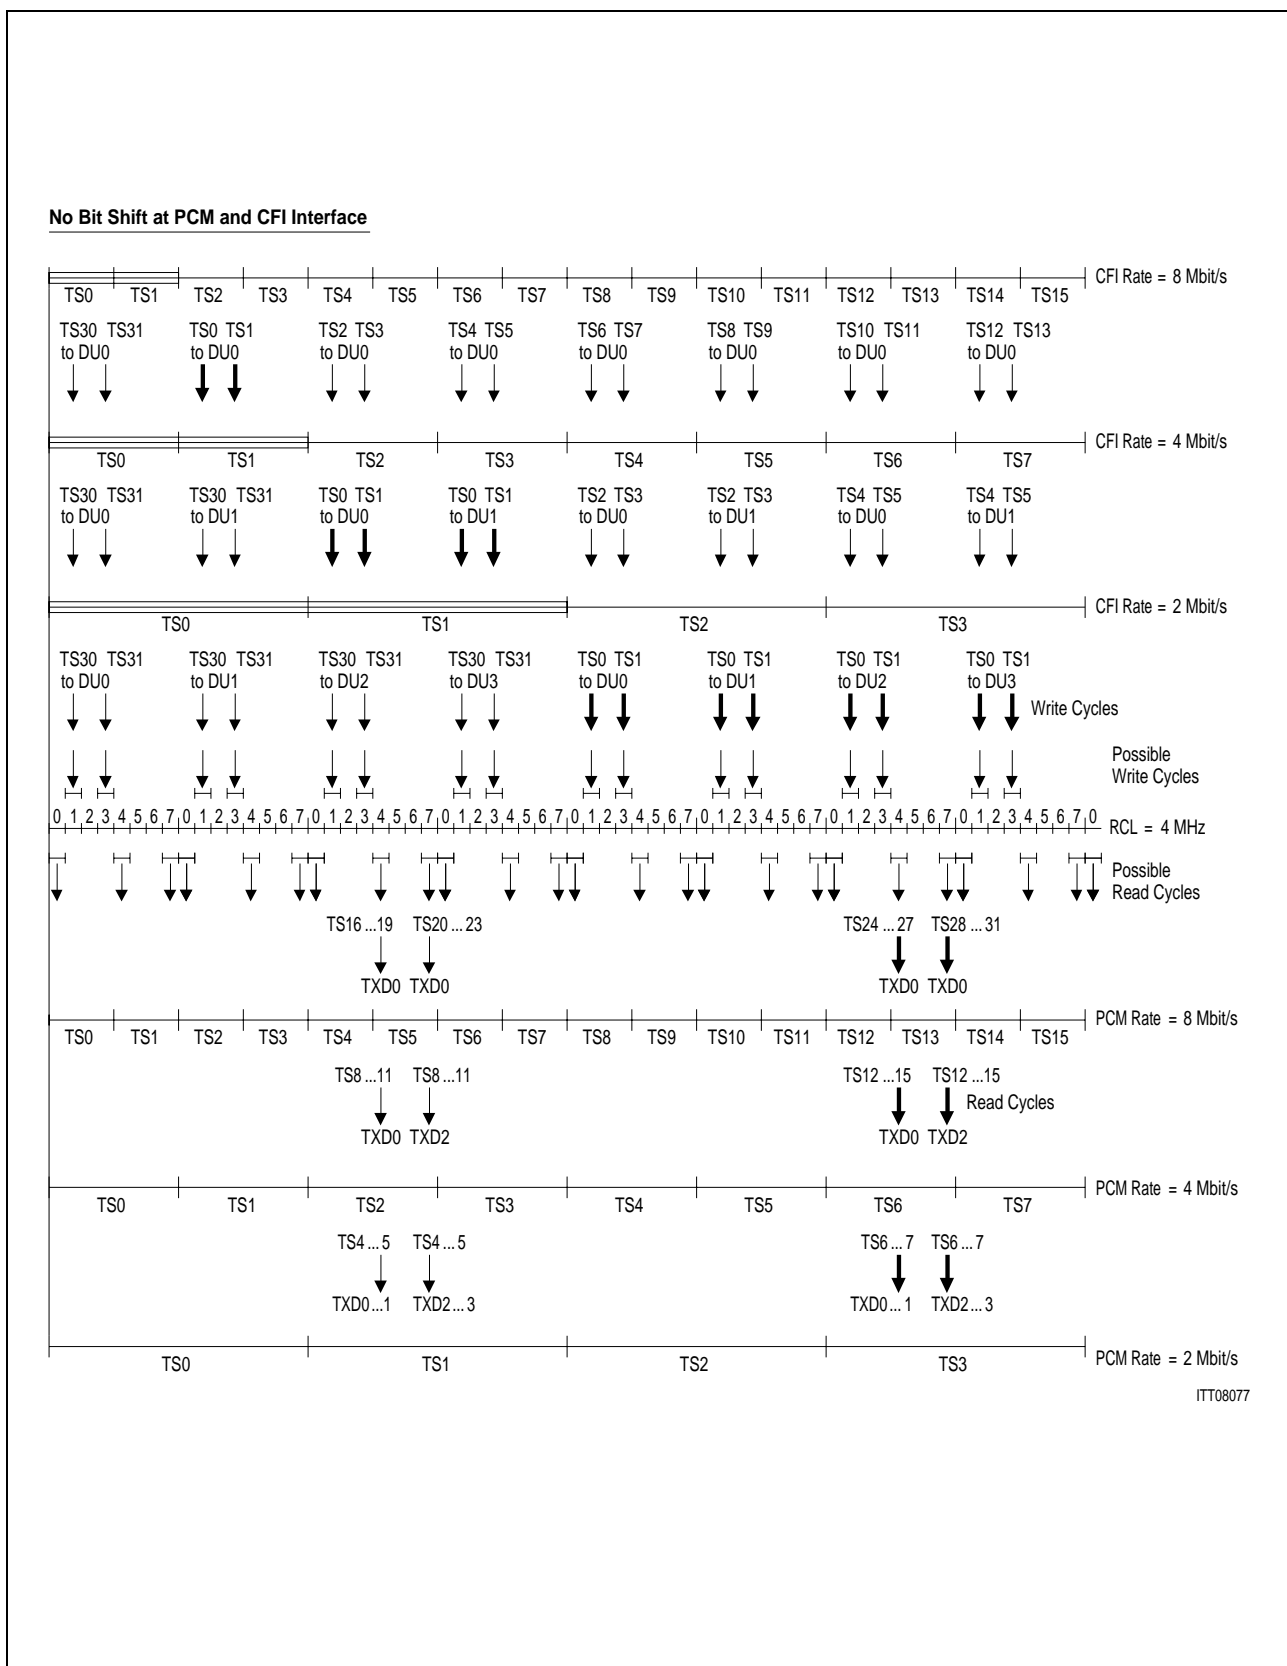 No Bit Shift at PCM and CFI Interface
CFI Rate = 8 Mbit/s
TS0 TS1 TS2 TS3 TS4 TS5 TS6 TS7 TS8 TS9 TS10 TS11 TS12 TS13 TS14 TS15
TS30 TS31 TS0 TS1 TS2 TS3 TS4 TS5 TS6 TS7 TS8 TS9 TS10 TS11 TS12 TS13
to DU0 to DU0 to DU0 to DU0 to DU0 to DU0 to DU0 to DU0
CFI Rate = 4 Mbit/s
TS0 TS1 TS2 TS3 TS4 TS5 TS6 TS7
TS30 TS31 TS30 TS31 TS0 TS1 TS0 TS1 TS2 TS3 TS2 TS3 TS4 TS5 TS4 TS5
to DU0 to DU1 to DU0 to DU1 to DU0 to DU1 to DU0 to DU1
CFI Rate = 2 Mbit/s
TS0 TS1 TS2 TS3
TS30 TS31 TS30 TS31 TS30 TS31 TS30 TS31 TS0 TS1 TS0 TS1 TS0 TS1 TS0 TS1
to DU0 to DU1 to DU2 to DU3 to DU0 to DU1 to DU2 to DU3
Write Cycles
Possible
Write Cycles
0 1 2 3 4 5 6 7 0 1 2 3 4 5 6 7 0 1 2 3 4 5 6 7 0 1 2 3 4 5 6 7 0 1 2 3 4 5 6 7 0 1 2 3 4 5 6 7 0 1 2 3 4 5 6 7 0 1 2 3 4 5 6 7 0
RCL = 4 MHz
Possible
Read Cycles
TS16 ...19 TS20 ... 23 TS24 ... 27 TS28 ... 31
TXD0 TXD0 TXD0 TXD0
PCM Rate = 8 Mbit/s
TS0 TS1 TS2 TS3 TS4 TS5 TS6 TS7 TS8 TS9 TS10 TS11 TS12 TS13 TS14 TS15
TS8 ...11 TS8 ...11 TS12 ...15 TS12 ...15
Read Cycles
TXD0 TXD2 TXD0 TXD2
PCM Rate = 4 Mbit/s
TS0 TS1 TS2 TS3 TS4 TS5 TS6 TS7
TS4 ... 5 TS4 ... 5 TS6 ... 7 TS6 ... 7
TXD0 ...1 TXD2 ... 3 TXD0 ... 1 TXD2 ... 3
PCM Rate = 2 Mbit/s
TS0 TS1 TS2 TS3
ITT08077